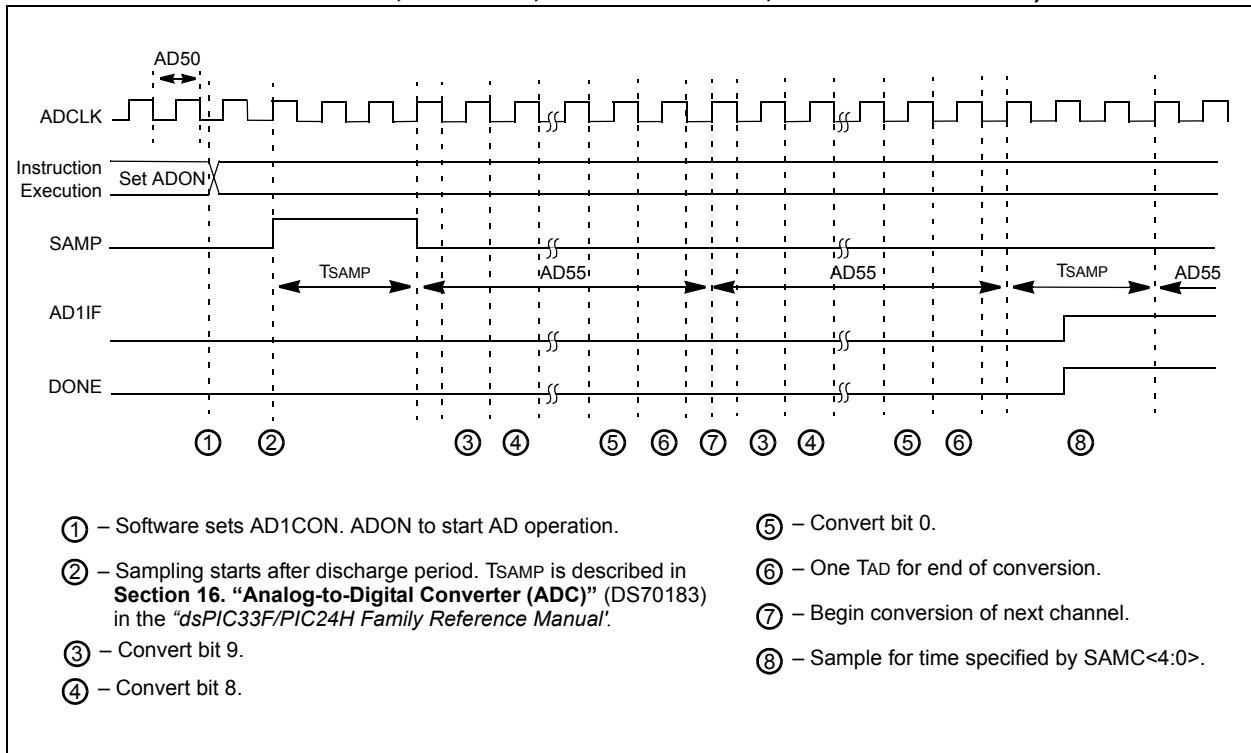 AD50
ADCLK
Instruction
Execution
Set ADON
SAMP
TSAMP
AD55
AD55
TSAMP
AD55
AD1IF
DONE
1 2 3 4 5 6 7 3 4 5 6 8
1 – Software sets AD1CON. ADON to start AD operation.
2 – Sampling starts after discharge period. TSAMP is described in
Section 16. “Analog-to-Digital Converter (ADC)” (DS70183)
in the “dsPIC33F/PIC24H Family Reference Manual'.
3 – Convert bit 9.
4 – Convert bit 8.
5 – Convert bit 0.
6 – One TAD for end of conversion.
7 – Begin conversion of next channel.
8 – Sample for time specified by SAMC<4:0>.